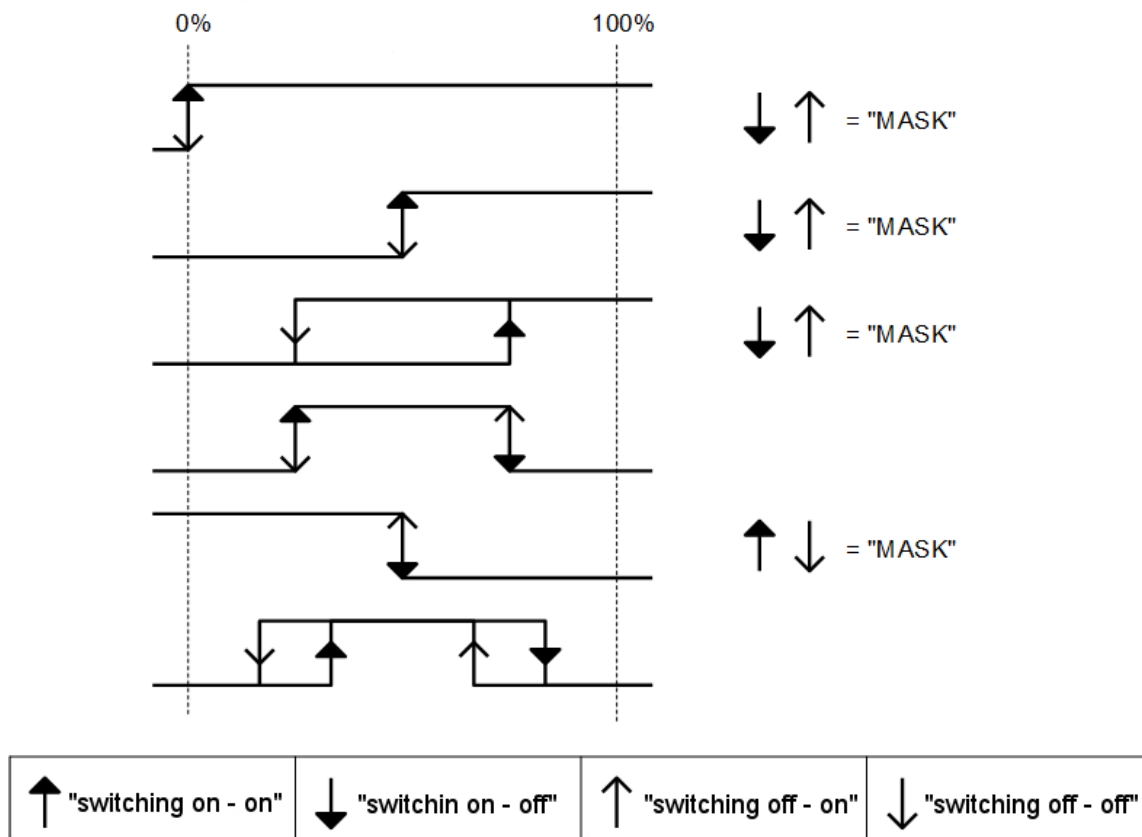 0% 100%
= "MASK"
= "MASK"
= "MASK"
= "MASK"
"switching on - on" "switchin on - off" "switching off - on" "switching off - off"